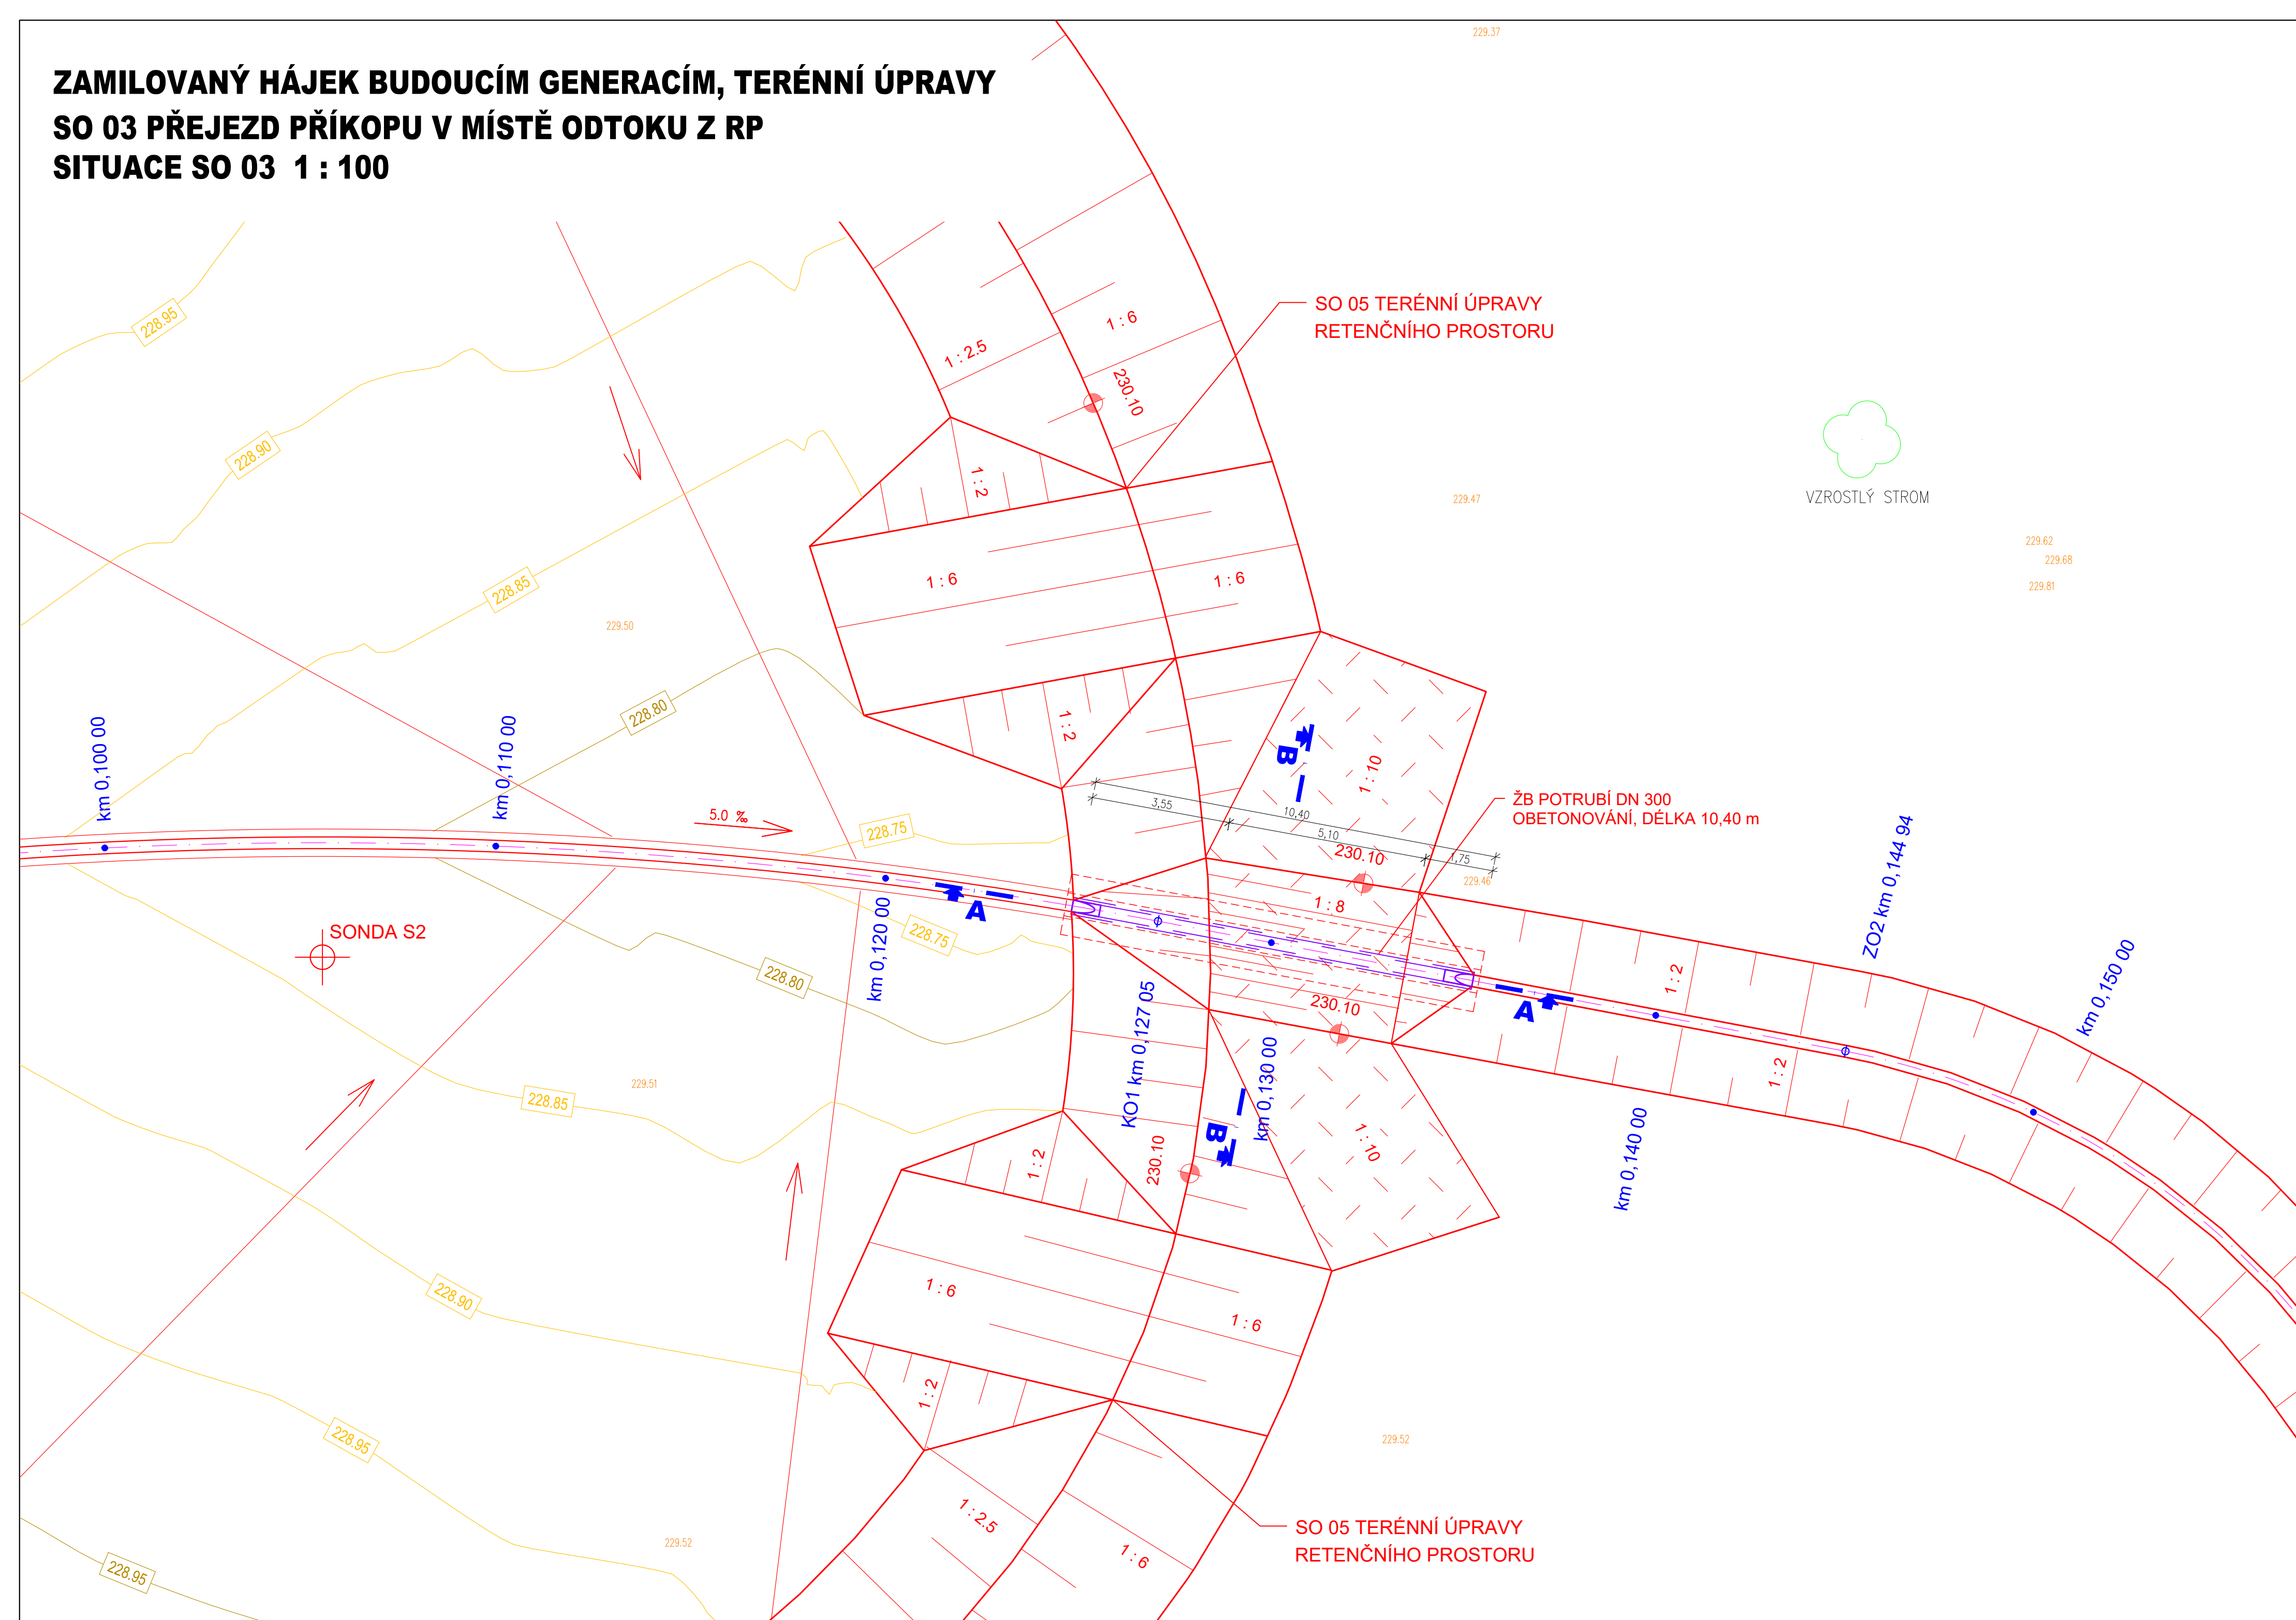 ZAMILOVANÝ HÁJEK BUDOUCÍM GENERACÍM, TERÉNNÍ ÚPRAVY
SO 03 PŘEJEZD PŘÍKOPU V MÍSTĚ ODTOKU Z RP
SITUACE SO 03 1 : 100
229.37
228.95
SO 05 TERÉNNÍ ÚPRAVY
RETENČNÍHO PROSTORU
1 : 6
1 : 2.5
230.10
228.90
1 : 2
229.47
VZROSTLÝ STROM
229.62
229.68
229.81
228.85
1 : 6
1 : 6
229.50
228.80
1 : 2
km 0,100 00
km 0,110 00
B
1 : 10
5.0 ‰
228.75
3,55
10,40
5,10
1,75
ŽB POTRUBÍ DN 300
OBETONOVÁNÍ, DÉLKA 10,40 m
230.10
229.46
ZO2 km 0,144 94
1 : 8
A
SONDA S2
228.75
km 0,120 00
228.80
km 0,150 00
1 : 2
230.10
A
KO1 km 0,127 05
km 0,130 00
1 : 2
229.51
228.85
B
1 : 10
km 0,140 00
1 : 2
230.10
228.90
1 : 6
1 : 6
1 : 2
228.95
229.52
1 : 2.5
SO 05 TERÉNNÍ ÚPRAVY
RETENČNÍHO PROSTORU
229.52
1 : 6
228.95